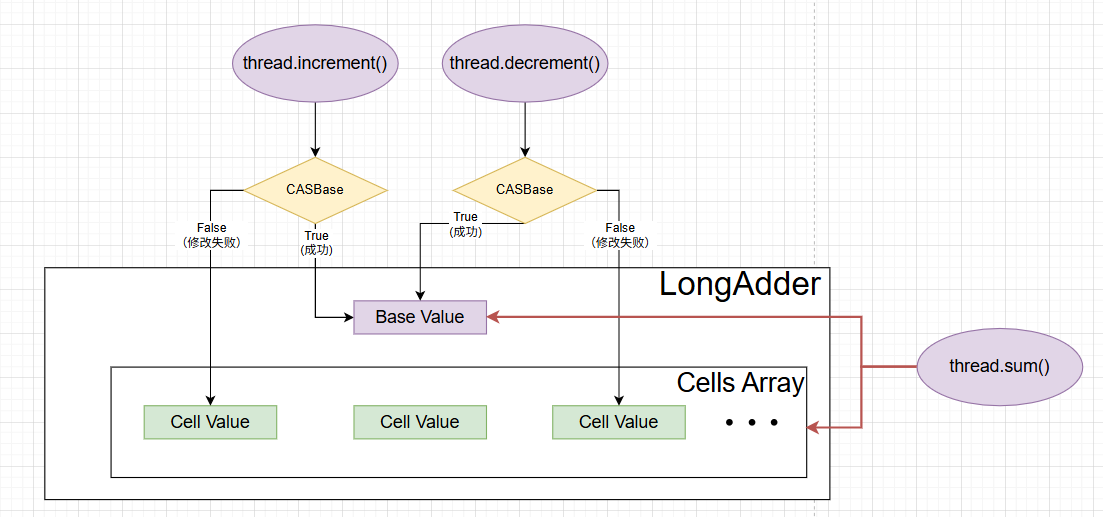 thread.increment()
thread.decrement()
CASBase
CASBase
False
（修改失败）
True
(成功)
True
(成功)
False
（修改失败）
LongAdder
Base Value
thread.sum()
Cells Array
Cell Value
Cell Value
Cell Value
• • •